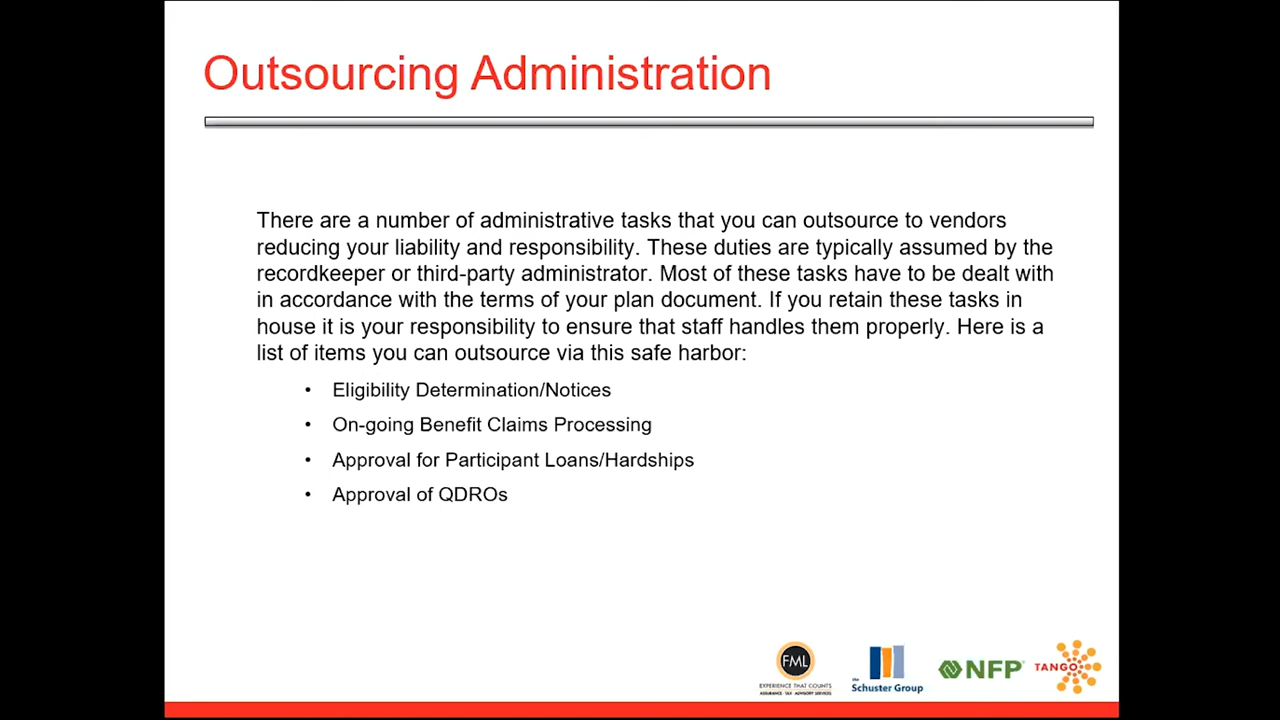 Outsourcing Administration
There are a number of administrative tasks that you can outsource to vendors
reducing your liability and responsibility. These duties are typically assumed by the
recordkeeper or third-party administrator. Most of these tasks have to be dealt with
in accordance with the terms of your plan document. If you retain these tasks in
house it is your responsibility to ensure that staff handles them properly. Here is a
list of items you can outsource via this safe harbor:
• Eligibility Determination/Notices
• On-going Benefit Claims Processing
• Approval for Participant Loans/Hardships
• Approval of QDROs
FML
EXPERIENCE THAT COUNTS
ASSURANCE · TAX · ADVISORY SERVICES
the
Schuster Group
NFP
TANGO